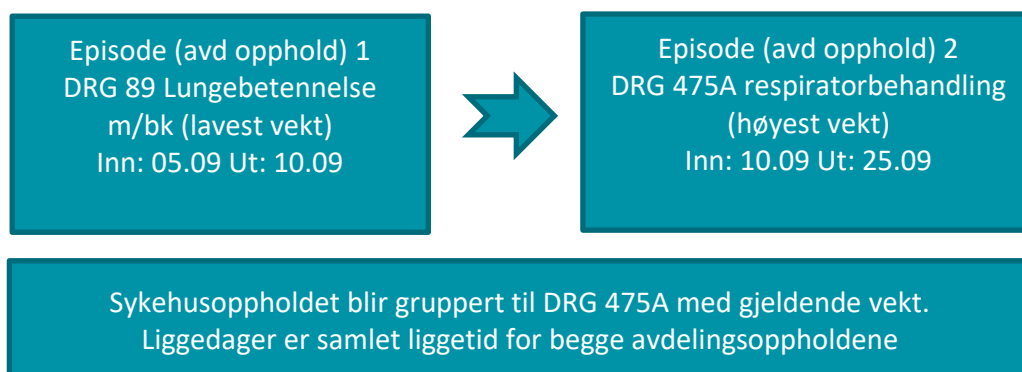 Episode (avd opphold) 1
DRG 89 Lungebetennelse
m/bk (lavest vekt)
Inn: 05.09 Ut: 10.09
Episode (avd opphold) 2
DRG 475A respiratorbehandling
(høyest vekt)
Inn: 10.09 Ut: 25.09
Sykehusoppholdet blir gruppert til DRG 475A med gjeldende vekt.
Liggedager er samlet liggetid for begge avdelingsoppholdene